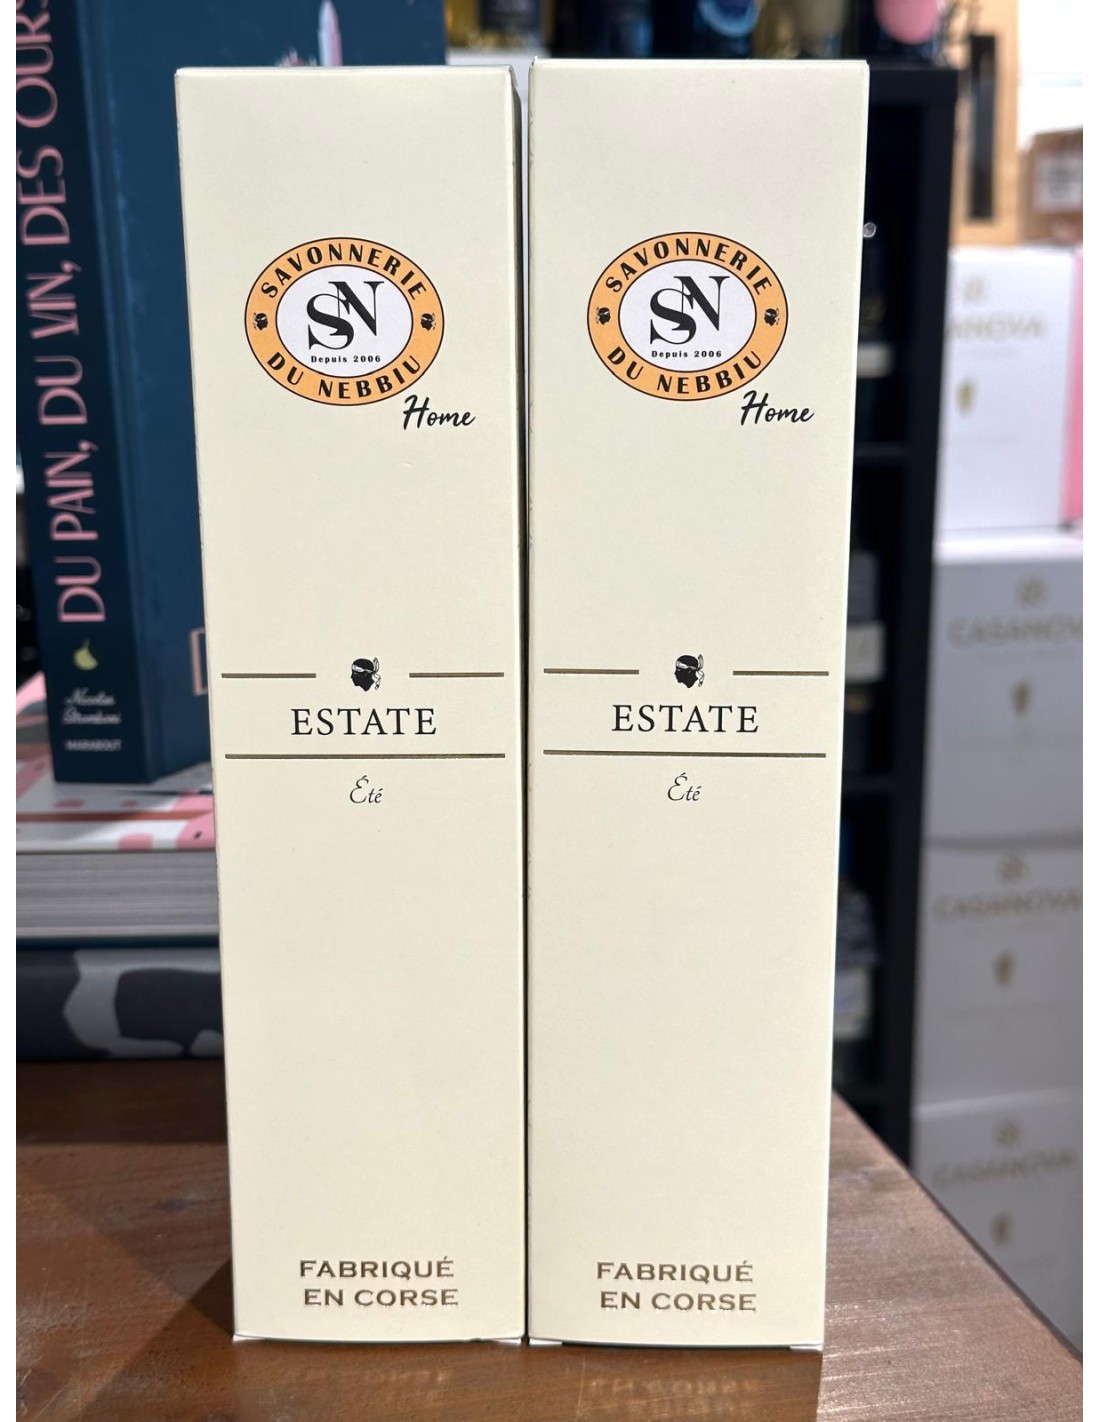 DU PAIN, DU VIN, DES OURS
MARABOUT
SAVONNERIE
SN
Depuis 2006
DU NEBBIU
Home
ESTATE
Été
FABRIQUÉ
EN CORSE
SAVONNERIE
SN
Depuis 2006
DU NEBBIU
Home
ESTATE
Été
FABRIQUÉ
EN CORSE
CASANOVA
CASANOVA
CASANOVA